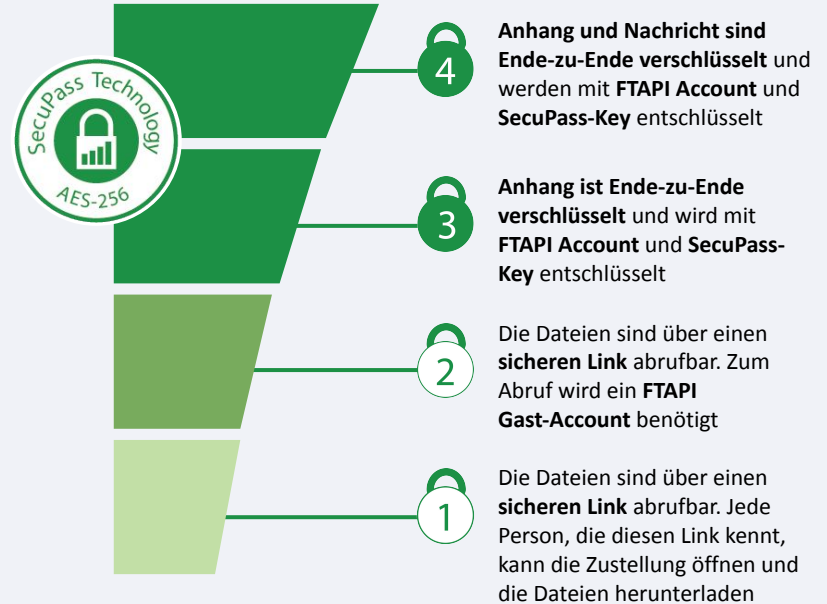 SecuPass Technology
AES-256
4
Anhang und Nachricht sind
Ende-zu-Ende verschlüsselt und
werden mit FTAPI Account und
SecuPass-Key entschlüsselt
3
Anhang ist Ende-zu-Ende
verschlüsselt und wird mit
FTAPI Account und SecuPass-
Key entschlüsselt
2
Die Dateien sind über einen
sicheren Link abrufbar. Zum
Abruf wird ein FTAPI
Gast-Account benötigt
1
Die Dateien sind über einen
sicheren Link abrufbar. Jede
Person, die diesen Link kennt,
kann die Zustellung öffnen und
die Dateien herunterladen